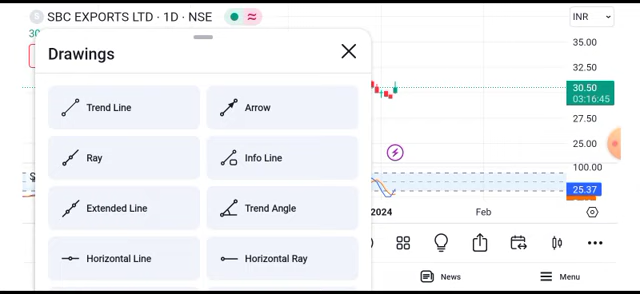 SBC EXPORTS LTD · 1D · NSE
INR
30
Drawings
Trend Line
Arrow
Ray
Info Line
Extended Line
Trend Angle
Horizontal Line
Horizontal Ray
35.00
32.50
30.50
03:16:45
27.50
25.00
100.00
25.37
2024
Feb
News
Menu